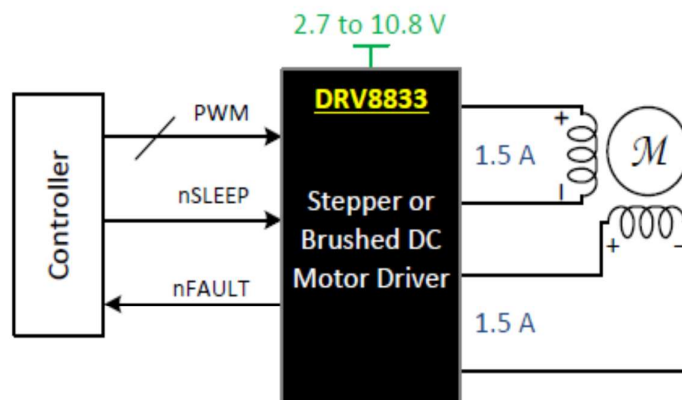 2.7 to 10.8 V
DRV8833
Stepper or
Brushed DC
Motor Driver
Controller
PWM
nSLEEP
nFAULT
1.5 A
1.5 A
+
−
M
+
−